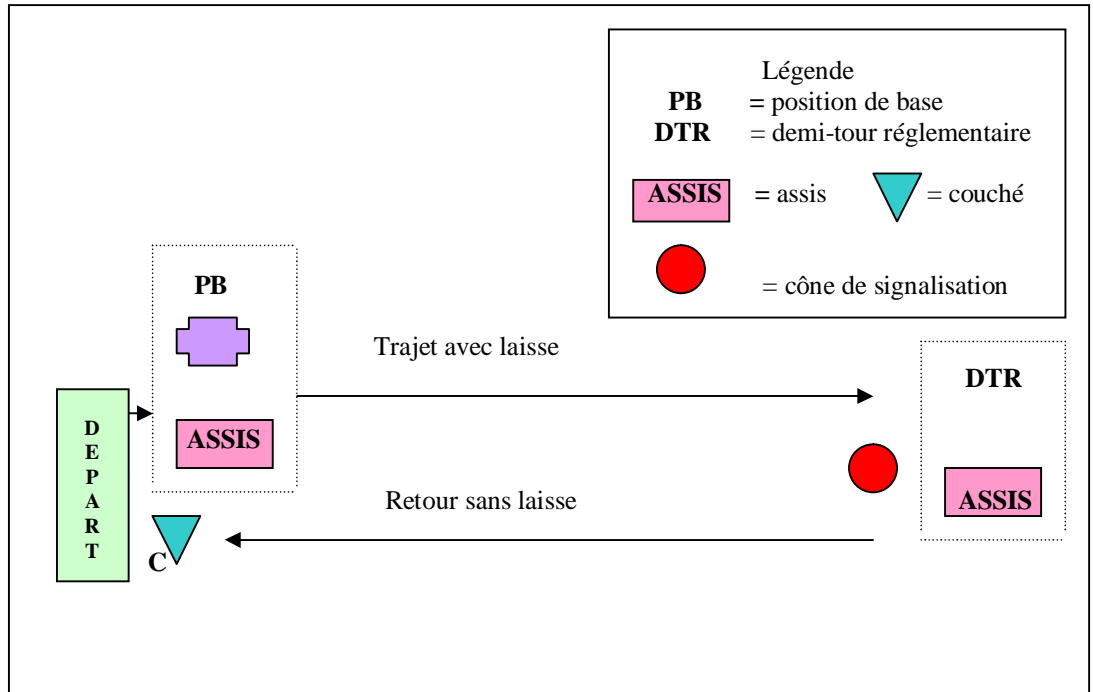 Légende
PB = position de base
DTR = demi-tour réglementaire
ASSIS = assis = couché
= cône de signalisation
PB
Trajet avec laisse
DTR
DEPART
ASSIS
Retour sans laisse
ASSIS
C